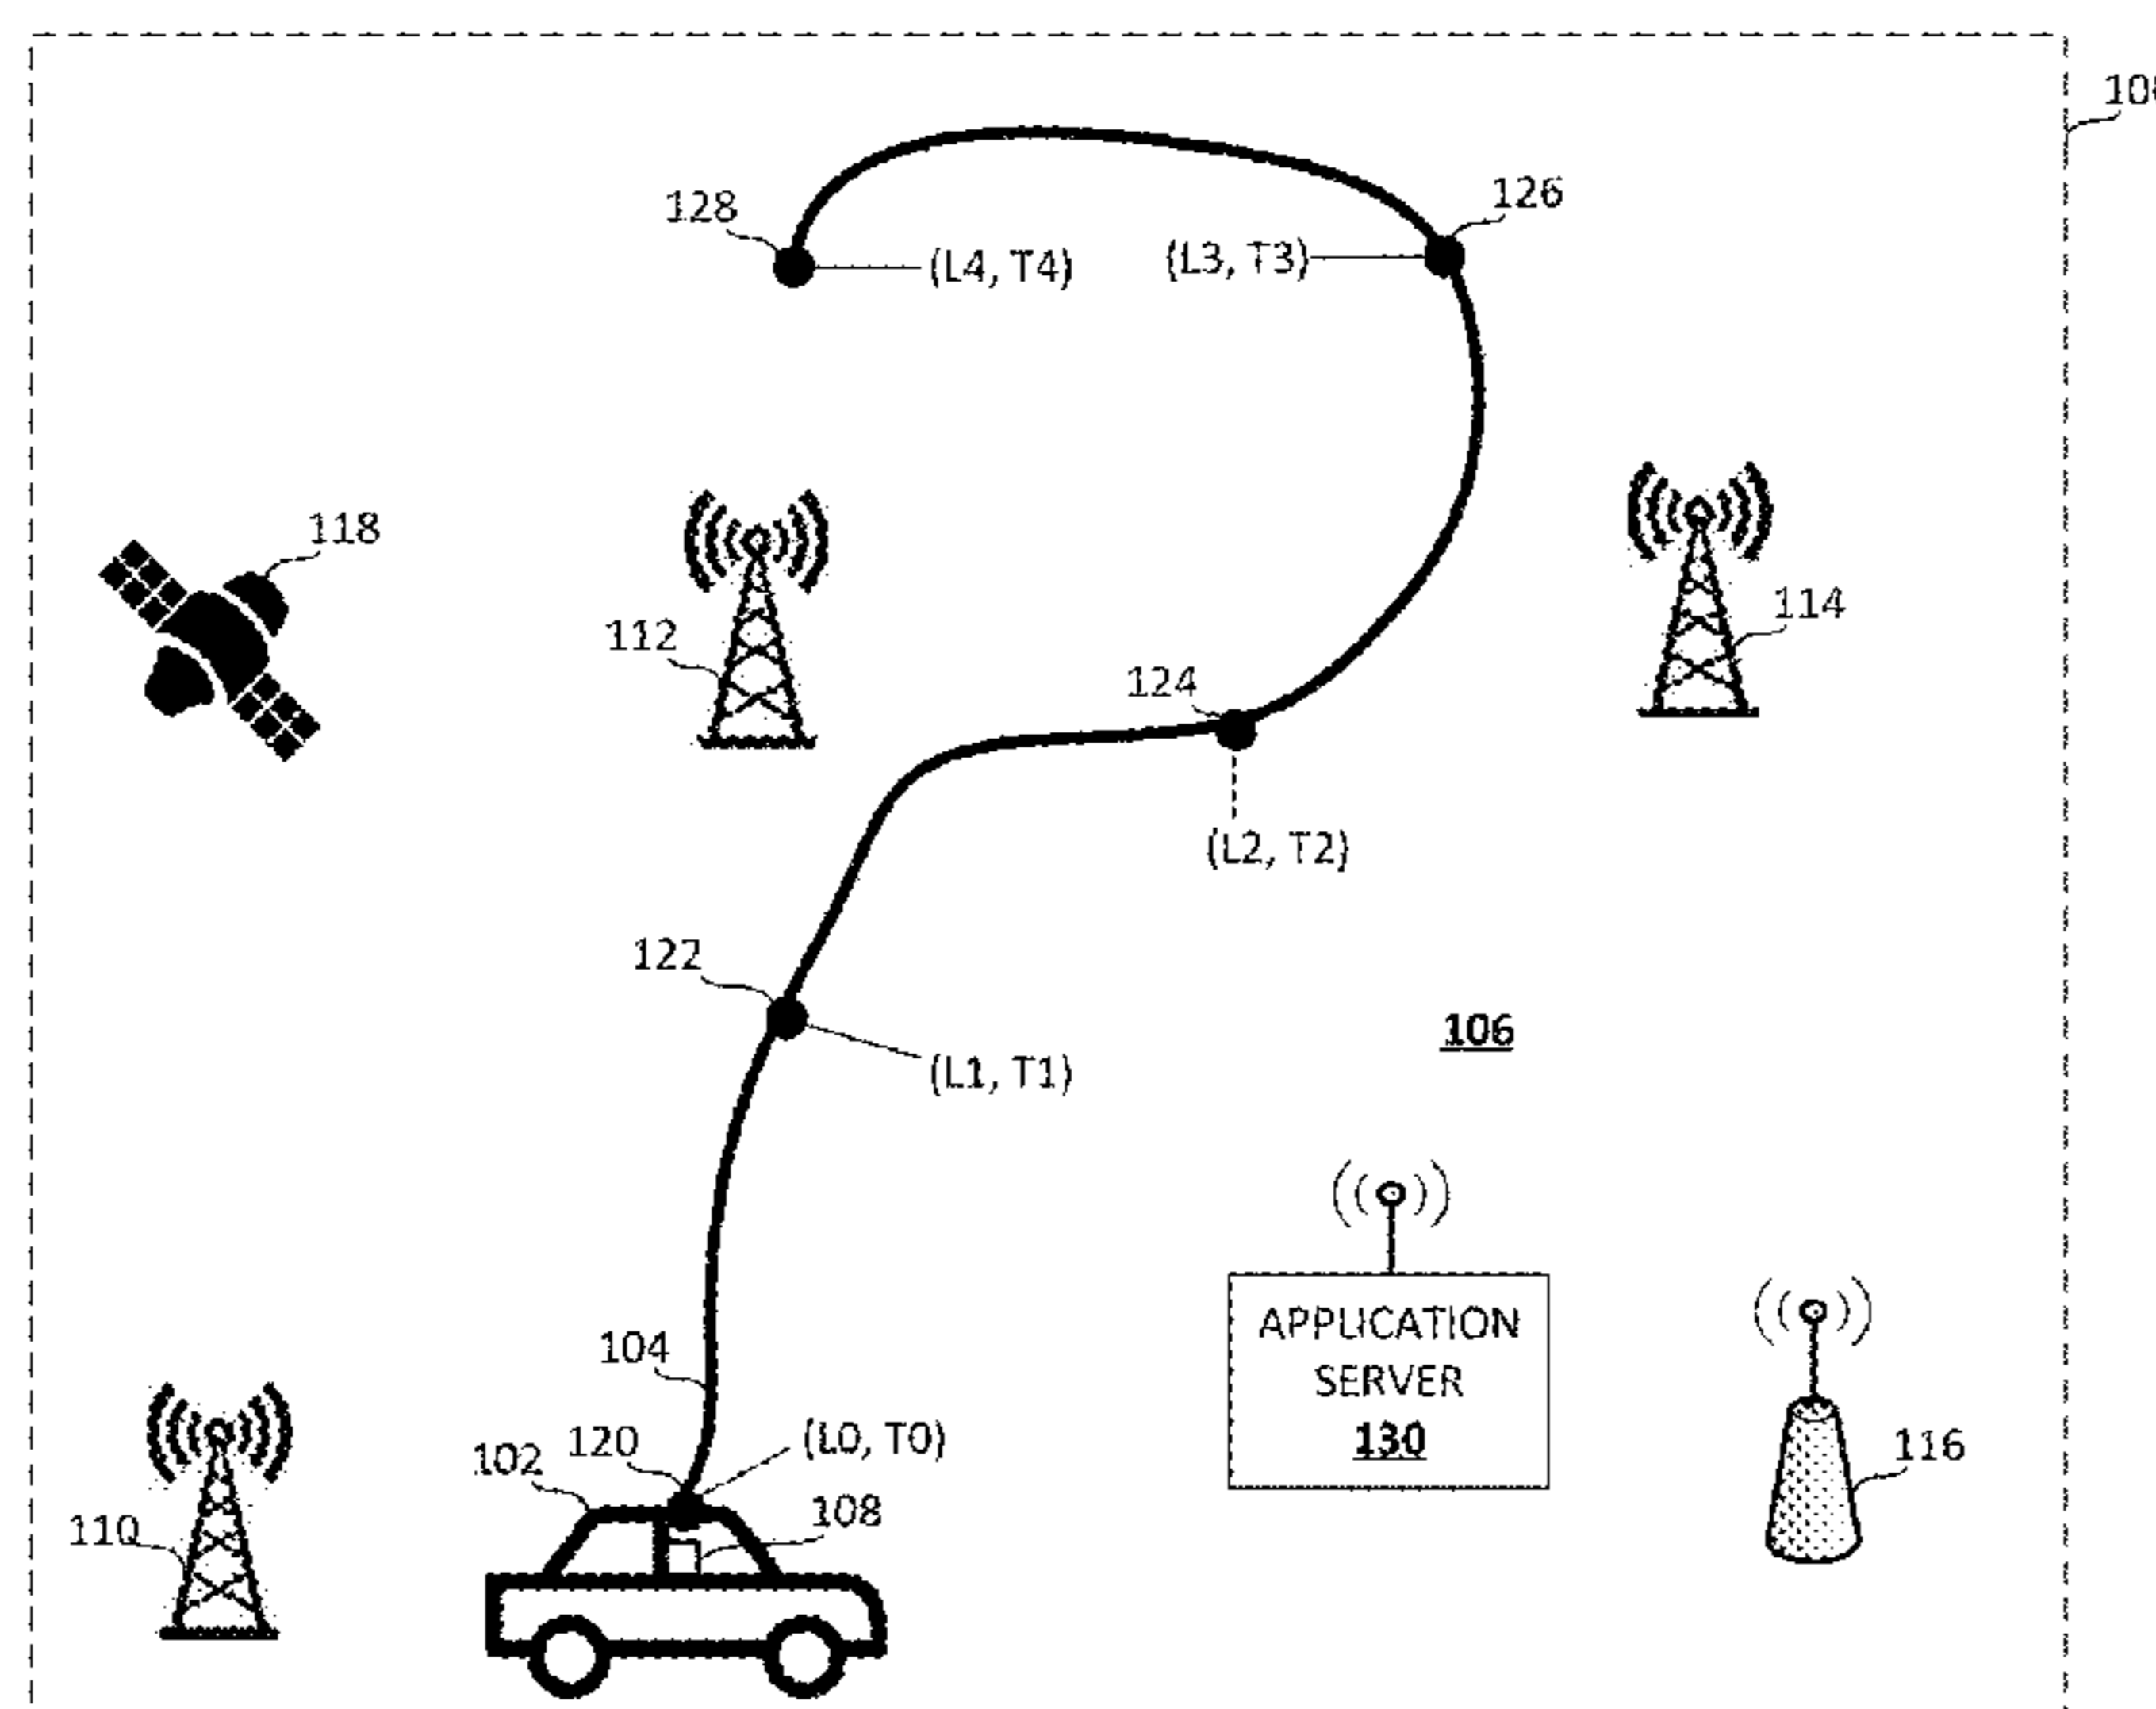 128
(L4, T4)
(L3, T3)
126
118
112
114
124
(L2, T2)
122
(L1, T1)
106
104
APPLICATION
SERVER
130
102
120
(L0, T0)
108
110
116